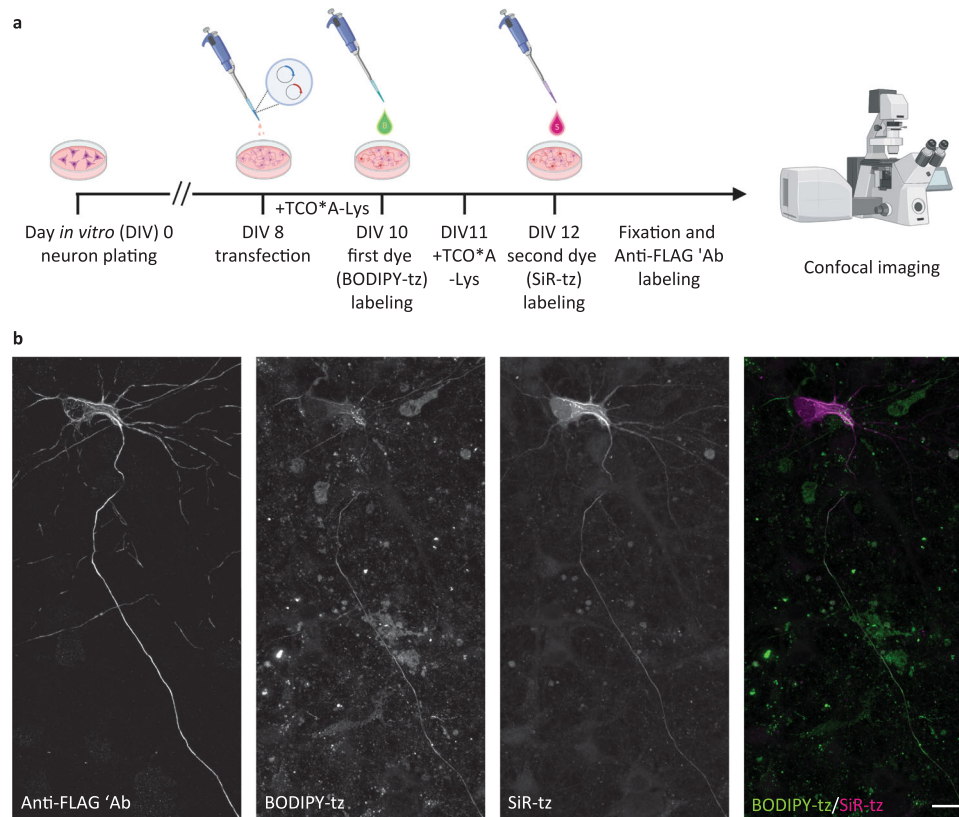 a
B
S
+TCO*A-Lys
Day in vitro (DIV) 0
neuron plating
DIV 8
transfection
DIV 10
first dye
(BODIPY-tz)
labeling
DIV11
+TCO*A
-Lys
DIV 12
second dye
(SiR-tz)
labeling
Fixation and
Anti-FLAG 'Ab
labeling
Confocal imaging
b
Anti-FLAG ‘Ab
BODIPY-tz
SiR-tz
BODIPY-tz/SiR-tz